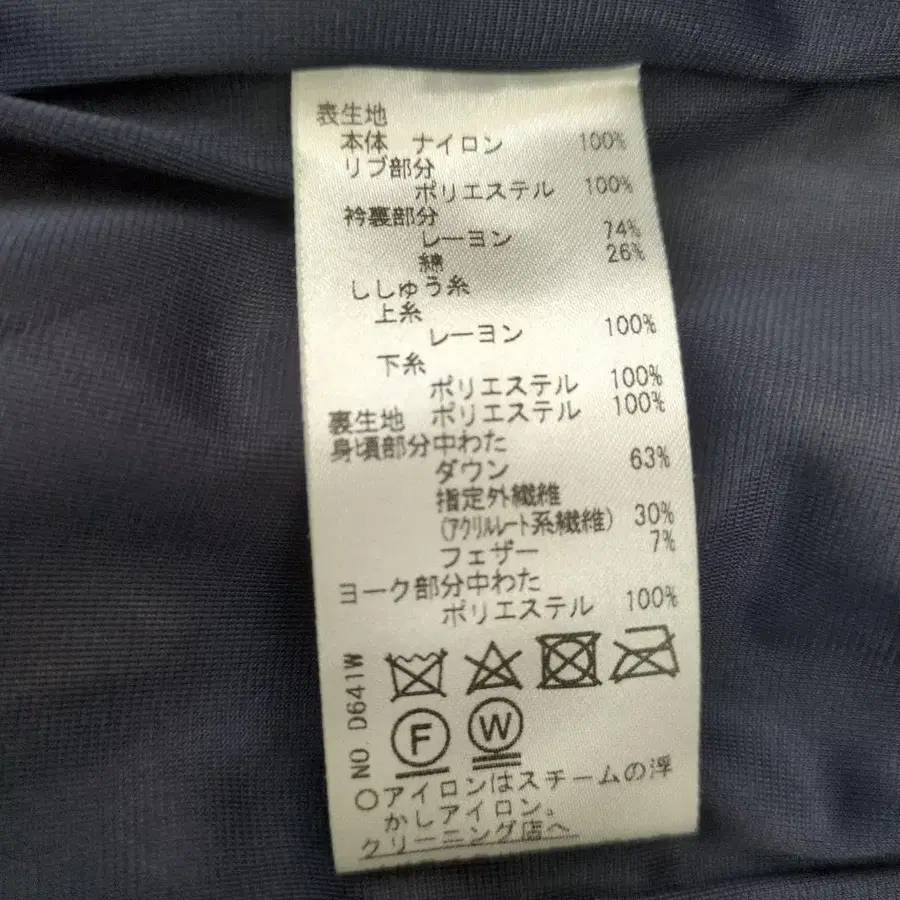 表生地
本体 ナイロン 100%
リブ部分
ポリエステル 100%
衿裏部分
レーヨン 74%
綿 26%
ししゅう糸
上糸
レーヨン 100%
下糸
ポリエステル 100%
裏生地 ポリエステル 100%
身頃部分中わた
ダウン 63%
指定外繊維
(アクリルレート系繊維) 30%
フェザー 7%
ヨーク部分中わた
ポリエステル 100%
NO. D641W
F W
○アイロンはスチームの浮
かしアイロン。
クリーニング店へ